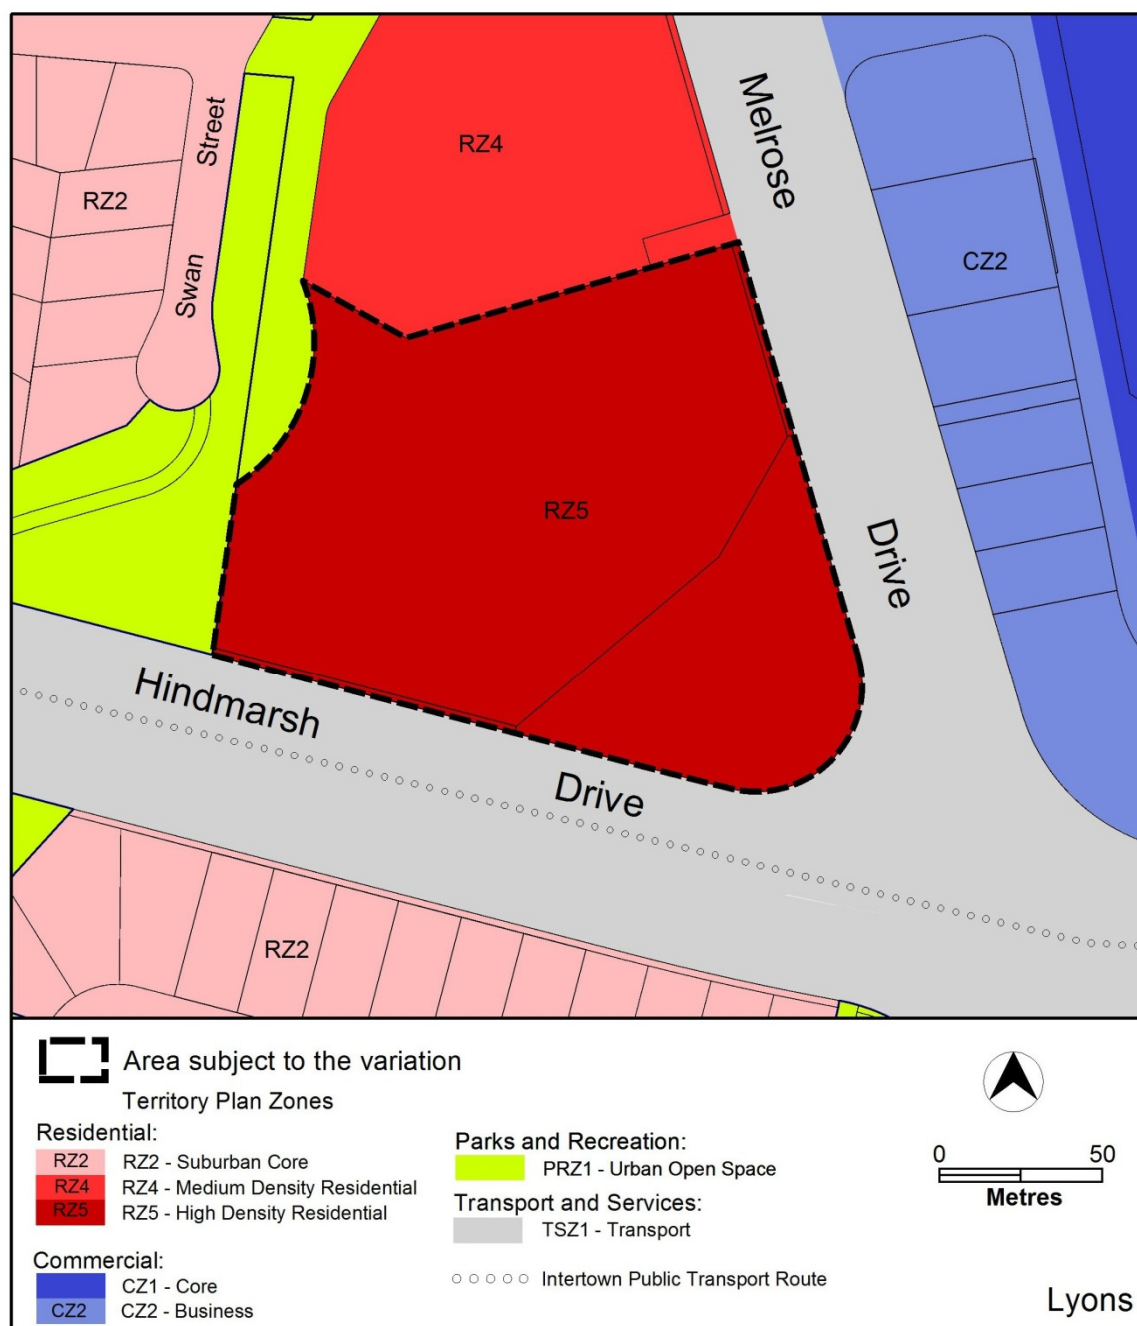 Melrose
Street
RZ4
RZ2
Swan
CZ2
RZ5
Drive
Hindmarsh
Drive
RZ2
Area subject to the variation
Territory Plan Zones
Residential:
RZ2 RZ2 - Suburban Core
RZ4 RZ4 - Medium Density Residential
RZ5 RZ5 - High Density Residential
Commercial:
CZ1 - Core
CZ2 CZ2 - Business
Parks and Recreation:
PRZ1 - Urban Open Space
Transport and Services:
TSZ1 - Transport
Intertown Public Transport Route
0 50
Metres
Lyons